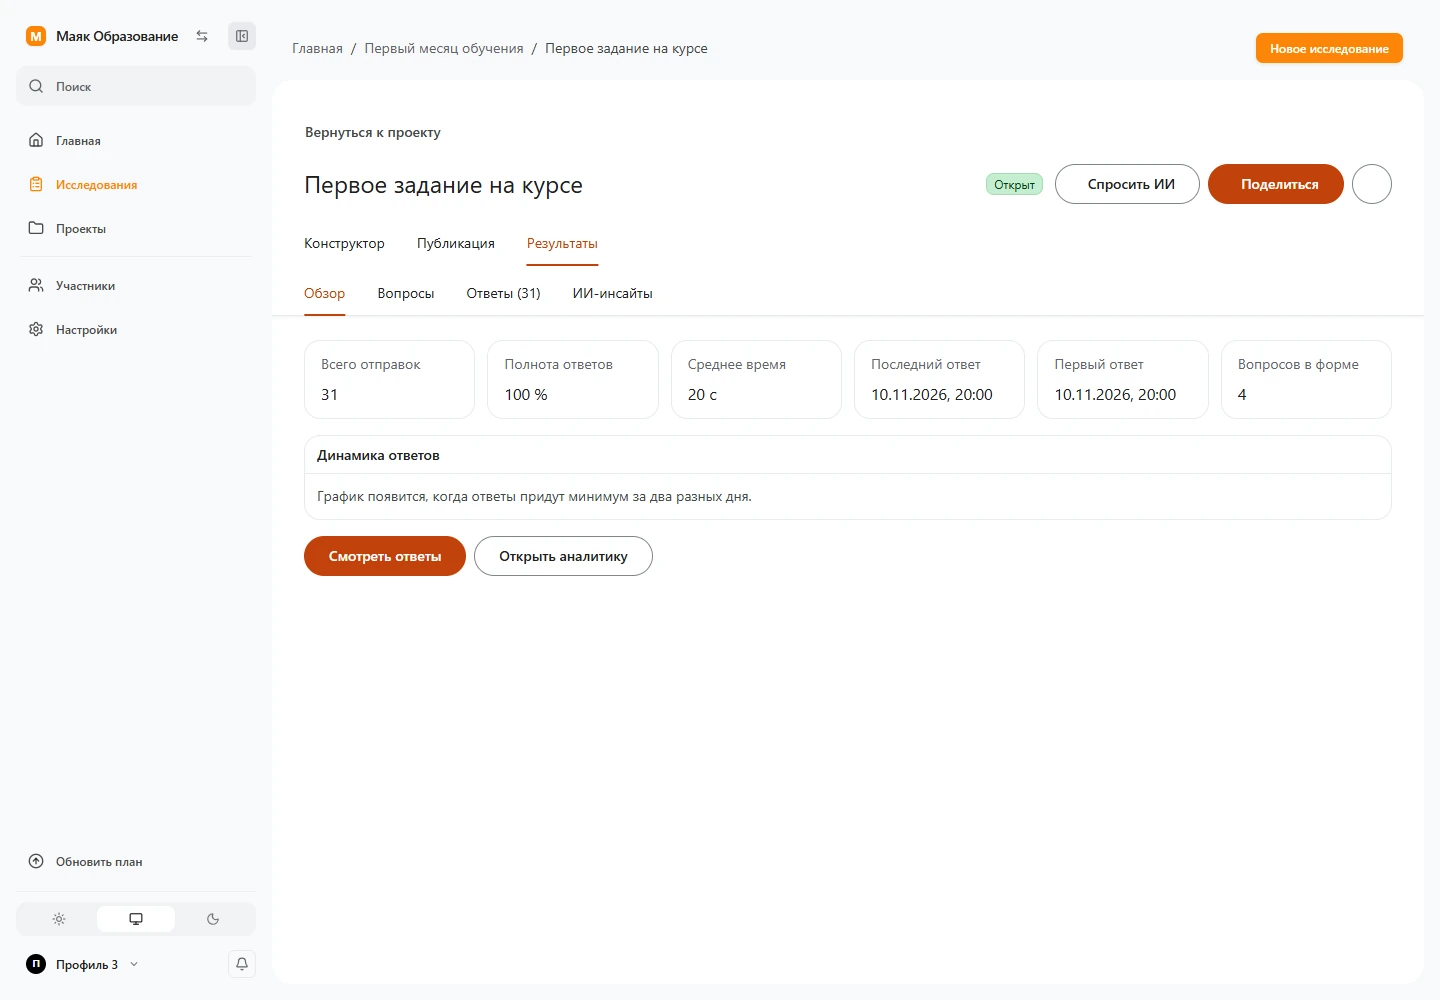 М Маяк Образование
Поиск
Главная
Исследования
Проекты
Участники
Настройки
Обновить план
П Профиль 3
Главная / Первый месяц обучения / Первое задание на курсе
Новое исследование
Вернуться к проекту
Первое задание на курсе
Открыт
Спросить ИИ
Поделиться
Конструктор Публикация Результаты
Обзор Вопросы Ответы (31) ИИ-инсайты
Всего отправок
31
Полнота ответов
100 %
Среднее время
20 с
Последний ответ
10.11.2026, 20:00
Первый ответ
10.11.2026, 20:00
Вопросов в форме
4
Динамика ответов
График появится, когда ответы придут минимум за два разных дня.
Смотреть ответы
Открыть аналитику